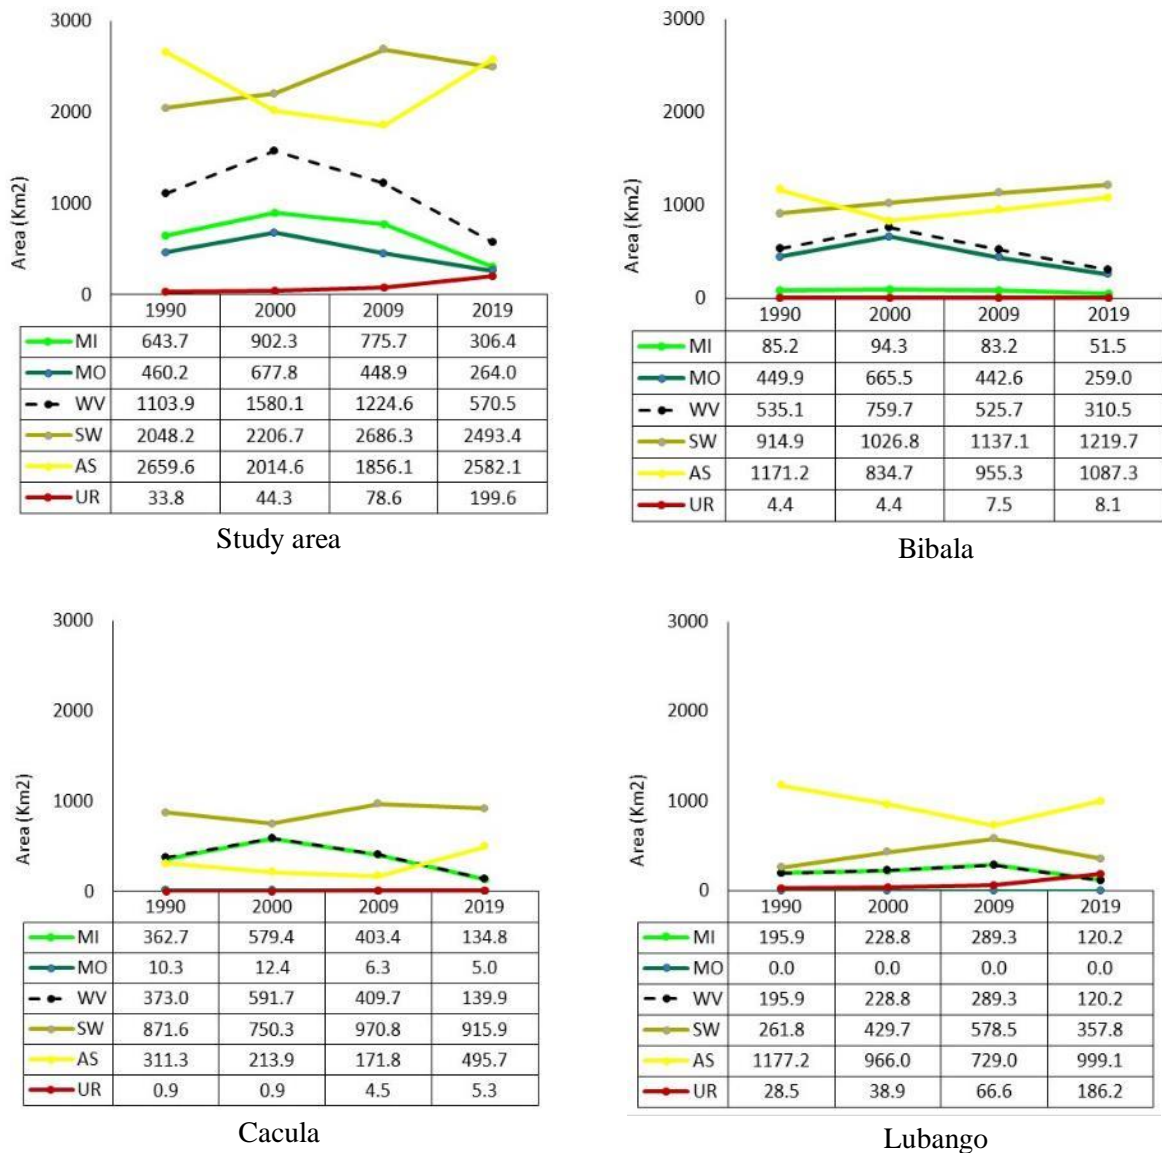 3000
2000
1000
0
Area (Km2)
1990 2000 2009 2019
MI 643.7 902.3 775.7 306.4
MO 460.2 677.8 448.9 264.0
WV 1103.9 1580.1 1224.6 570.5
SW 2048.2 2206.7 2686.3 2493.4
AS 2659.6 2014.6 1856.1 2582.1
UR 33.8 44.3 78.6 199.6
Study area
3000
2000
1000
0
Area (Km2)
1990 2000 2009 2019
MI 85.2 94.3 83.2 51.5
MO 449.9 665.5 442.6 259.0
WV 535.1 759.7 525.7 310.5
SW 914.9 1026.8 1137.1 1219.7
AS 1171.2 834.7 955.3 1087.3
UR 4.4 4.4 7.5 8.1
Bibala
3000
2000
1000
0
Area (Km2)
1990 2000 2009 2019
MI 362.7 579.4 403.4 134.8
MO 10.3 12.4 6.3 5.0
WV 373.0 591.7 409.7 139.9
SW 871.6 750.3 970.8 915.9
AS 311.3 213.9 171.8 495.7
UR 0.9 0.9 4.5 5.3
Cacula
3000
2000
1000
0
Area (Km2)
1990 2000 2009 2019
MI 195.9 228.8 289.3 120.2
MO 0.0 0.0 0.0 0.0
WV 195.9 228.8 289.3 120.2
SW 261.8 429.7 578.5 357.8
AS 1177.2 966.0 729.0 999.1
UR 28.5 38.9 66.6 186.2
Lubango